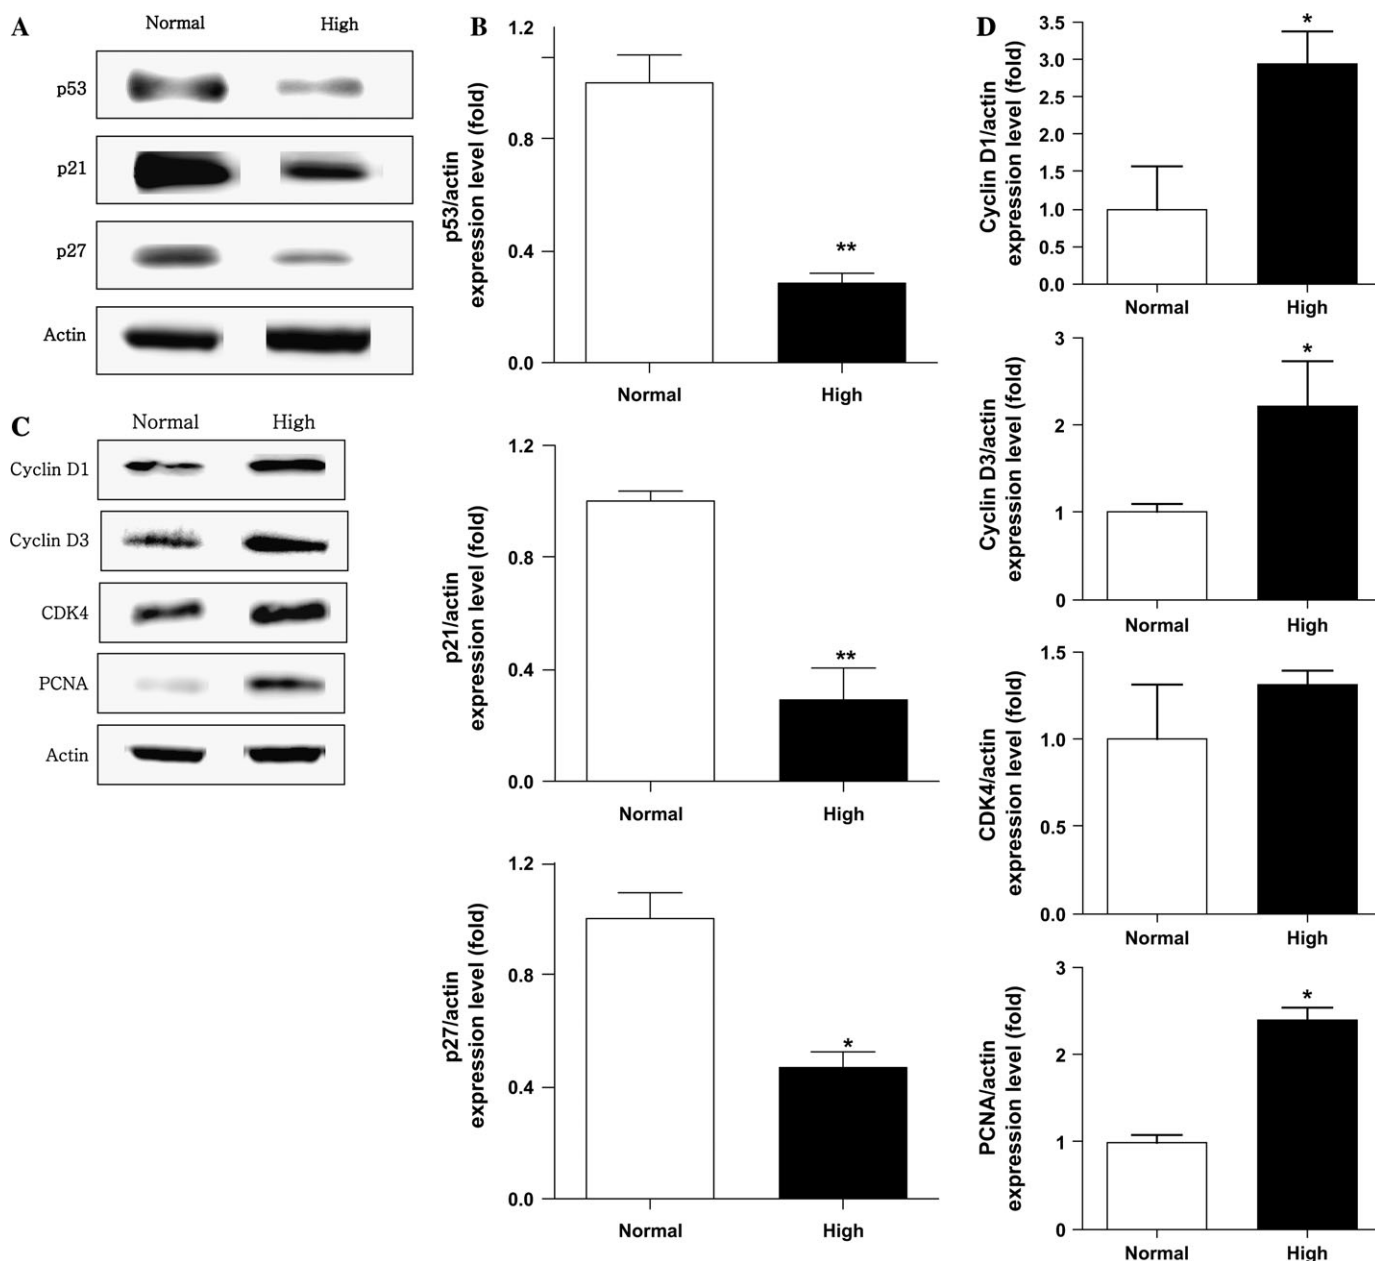 A
Normal High
p53
p21
p27
Actin
B
1.2
0.8
0.4
0.0
p53/actin
expression level (fold)
**
Normal High
1.2
0.8
0.4
0.0
p21/actin
expression level (fold)
**
Normal High
1.2
0.8
0.4
0.0
p27/actin
expression level (fold)
*
Normal High
C
Normal High
Cyclin D1
Cyclin D3
CDK4
PCNA
Actin
D
3.5
3.0
2.5
2.0
1.5
1.0
0.5
0.0
Cyclin D1/actin
expression level (fold)
*
Normal High
3
2
1
0
Cyclin D3/actin
expression level (fold)
*
Normal High
1.5
1.0
0.5
0.0
CDK4/actin
expression level (fold)
Normal High
3
2
1
0
PCNA/actin
expression level (fold)
*
Normal High